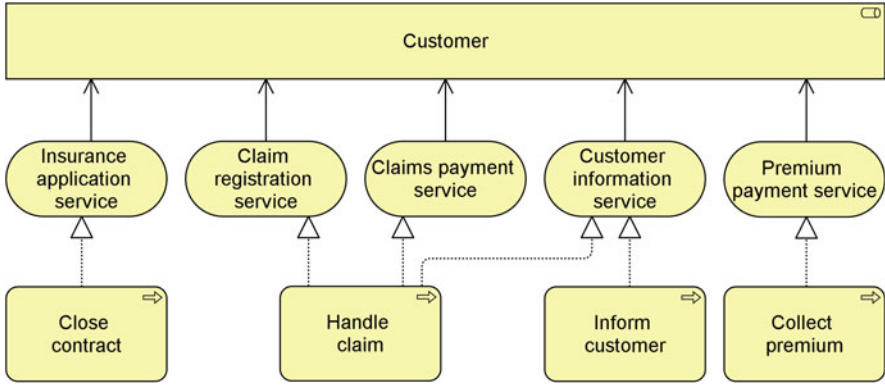 Customer
Insurance
application
service
Claim
registration
service
Claims payment
service
Customer
information
service
Premium
payment service
Close
contract
Handle
claim
Inform
customer
Collect
premium